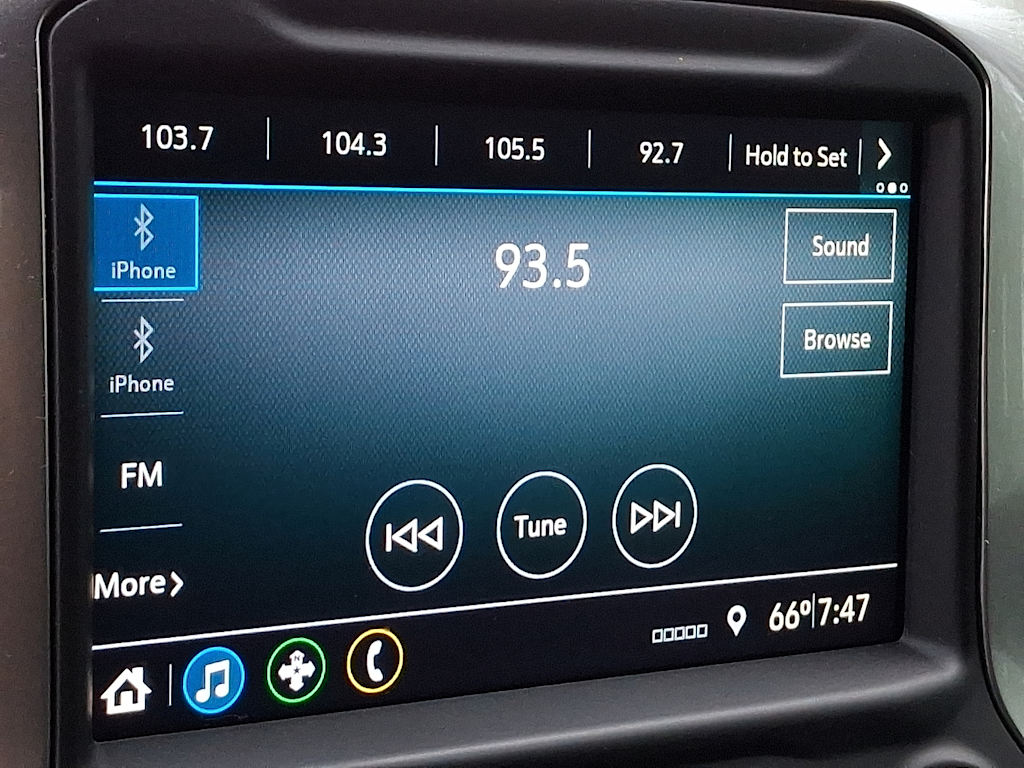 103.7
104.3
105.5
92.7
Hold to Set
iPhone
93.5
Sound
iPhone
Browse
FM
Tune
More
66º 7:47